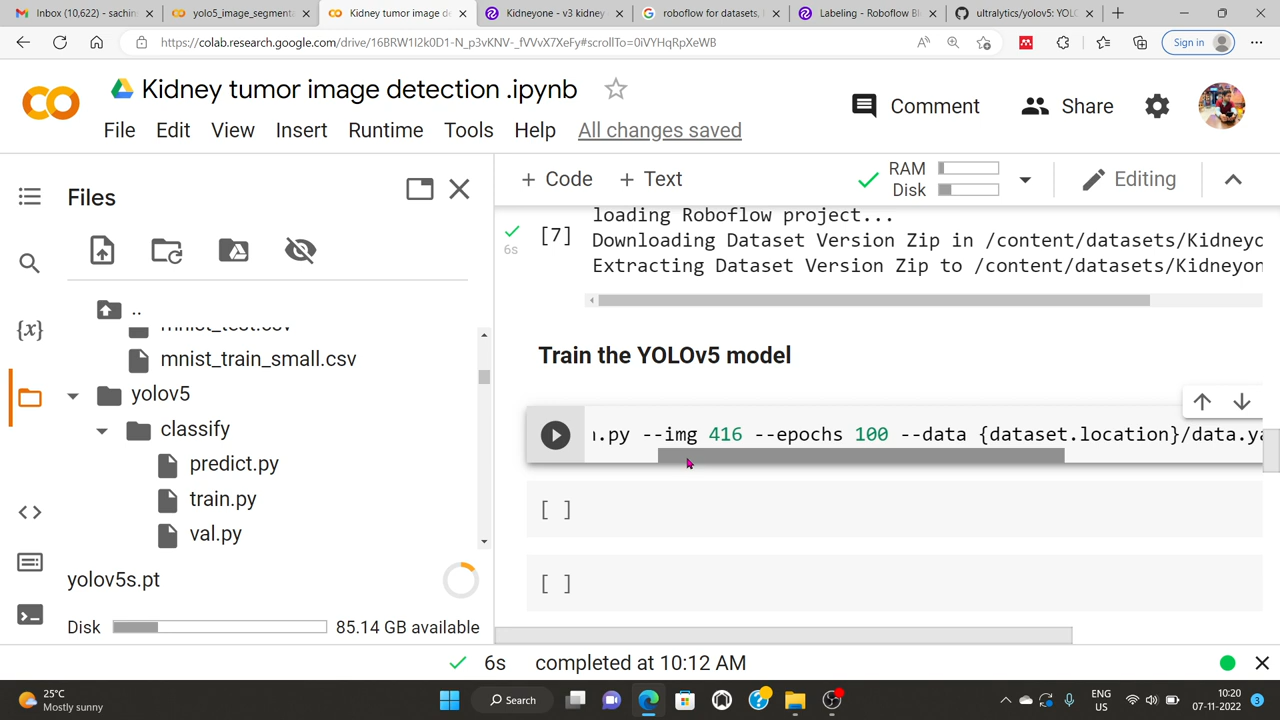 Inbox (10,622) - sachin
yolo5_image_segmenta
Kidney tumor image de
Kidneyone - v3 kidney
roboflow for datasets, l
Labeling - Roboflow Bl
ultralytics/yolov5: YOLO
https://colab.research.google.com/drive/16BRW1I2k0D1-N_p3vKNV-_fVVvX7XeFy#scrollTo=0iVYHqRpXeWB
Sign in
Kidney tumor image detection .ipynb
Comment
Share
File Edit View Insert Runtime Tools Help All changes saved
Files
+ Code + Text
RAM
Disk
Editing
loading Roboflow project...
[7]
6s
Downloading Dataset Version Zip in /content/datasets/Kidneyo
Extracting Dataset Version Zip to /content/datasets/Kidneyon
..
mnist_test.csv
mnist_train_small.csv
yolov5
classify
predict.py
train.py
val.py
yolov5s.pt
Disk
85.14 GB available
{x}
Train the YOLOv5 model
.py --img 416 --epochs 100 --data {dataset.location}/data.ya
[ ]
[ ]
6s completed at 10:12 AM
25°C
Mostly sunny
Search
ENG
US
10:20
07-11-2022
3